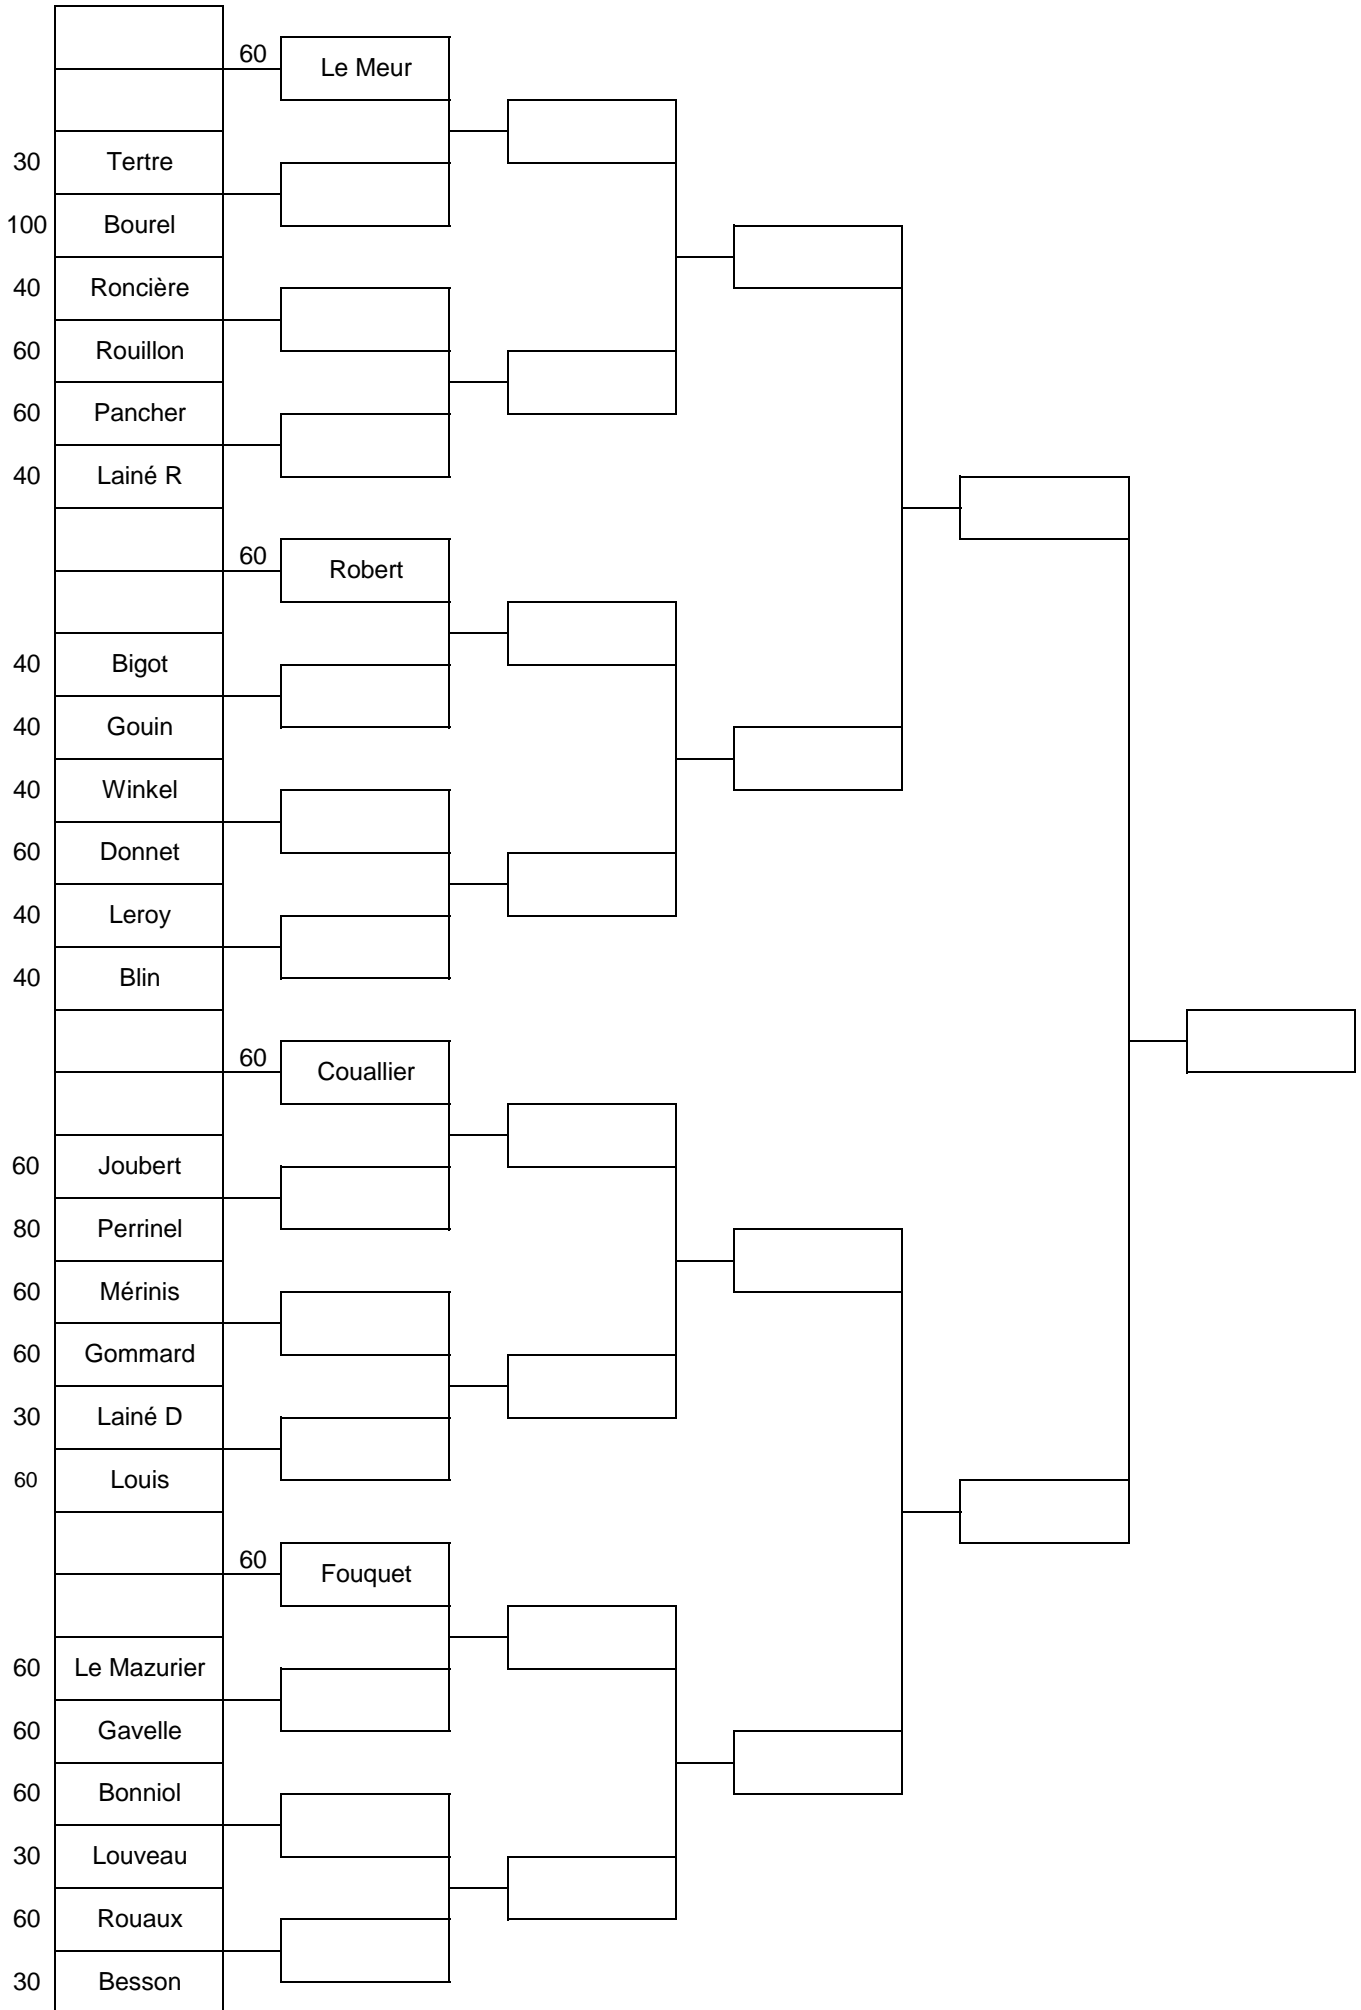 60 Le Meur
30 Tertre
100 Bourel
40 Roncière
60 Rouillon
60 Pancher
40 Lainé R
60 Robert
40 Bigot
40 Gouin
40 Winkel
60 Donnet
40 Leroy
40 Blin
60 Couallier
60 Joubert
80 Perrinel
60 Mérinis
60 Gommard
30 Lainé D
60 Louis
60 Fouquet
60 Le Mazurier
60 Gavelle
60 Bonniol
30 Louveau
60 Rouaux
30 Besson